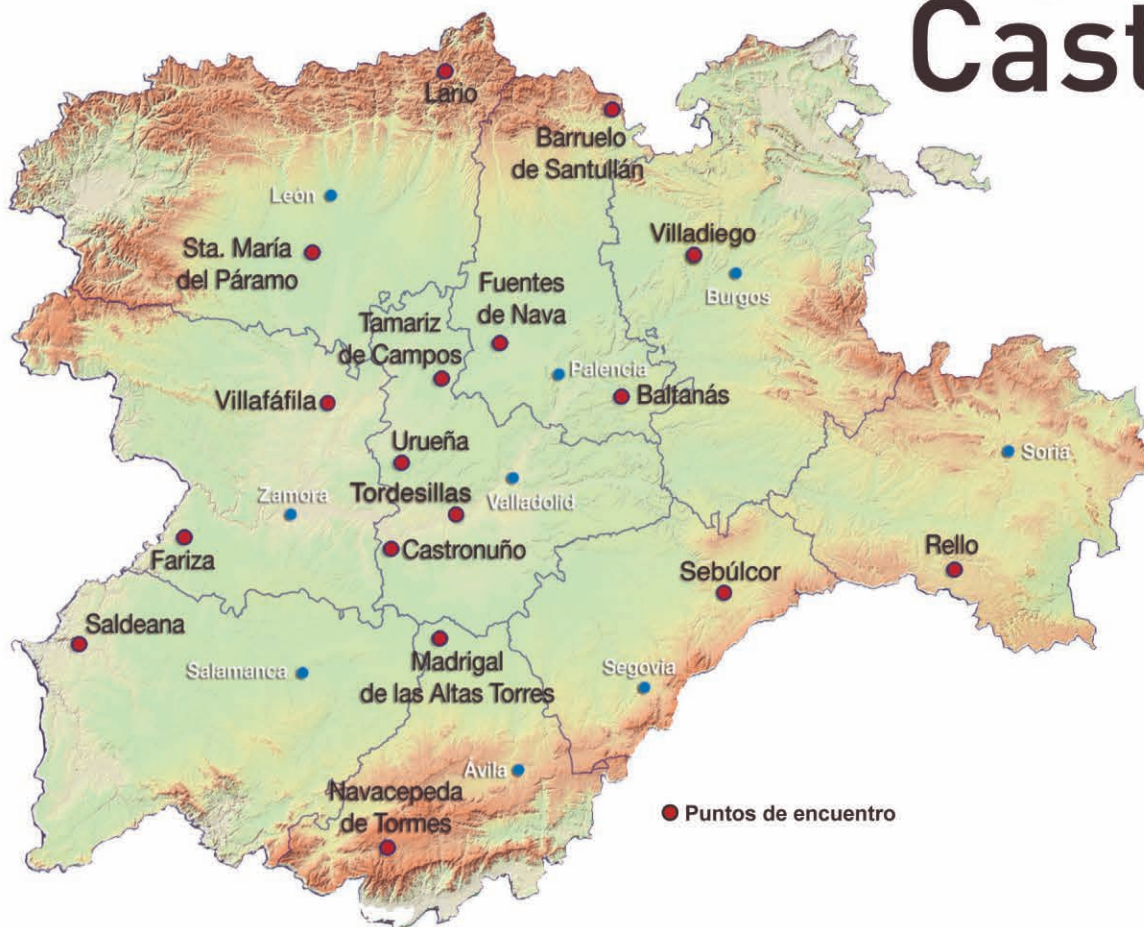 Cast
Lario
Barruelo
de Santullán
León
Sta. María
del Páramo
Villadiego
Burgos
Fuentes
de Nava
Tamariz
de Campos
Palencia
Villafáfila
Baltanás
Urueña
Soria
Zamora
Tordesillas
Valladolid
Fariza
Castronuño
Sebúlcor
Rello
Saldeana
Salamanca
Madrigal
de las Altas Torres
Segovia
Ávila
Navacepeda
de Tormes
Puntos de encuentro